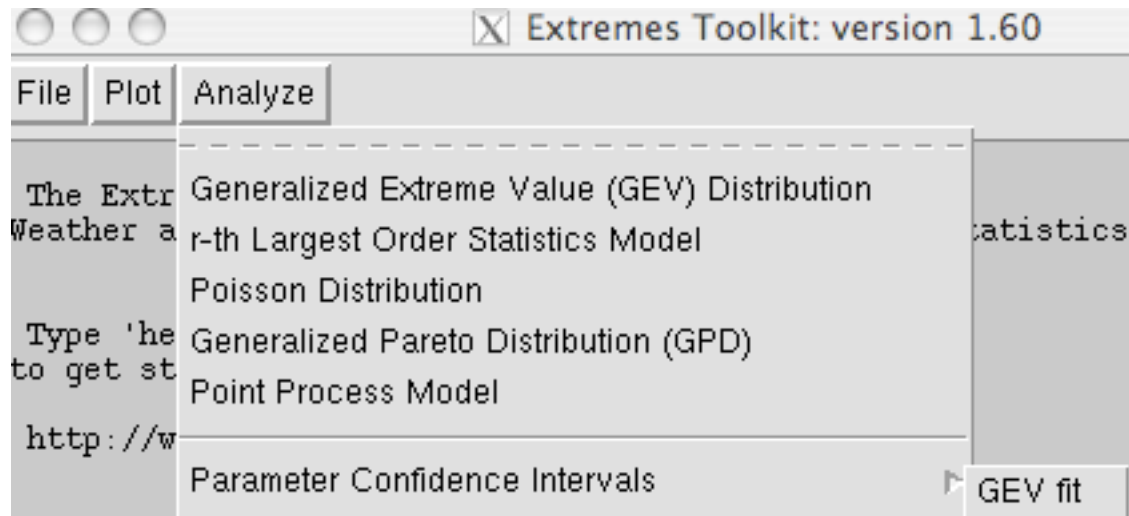 Extremes Toolkit: version 1.60
File Plot Analyze
The Extr
Weather a
tatistics
Type 'he
to get st
http://w
Generalized Extreme Value (GEV) Distribution
r-th Largest Order Statistics Model
Poisson Distribution
Generalized Pareto Distribution (GPD)
Point Process Model
Parameter Confidence Intervals
GEV fit